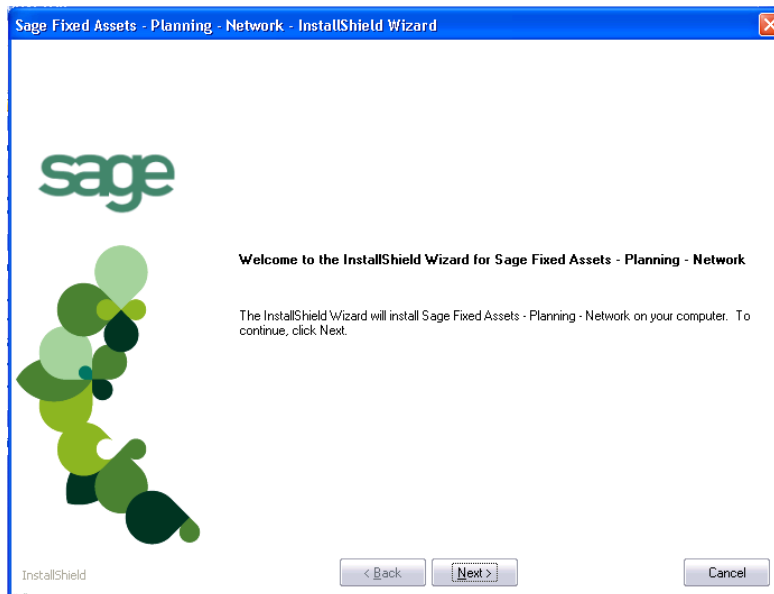 Sage Fixed Assets - Planning - Network - InstallShield Wizard
sage
Welcome to the InstallShield Wizard for Sage Fixed Assets - Planning - Network
The InstallShield Wizard will install Sage Fixed Assets - Planning - Network on your computer. To
continue, click Next.
InstallShield
< Back
Next >
Cancel